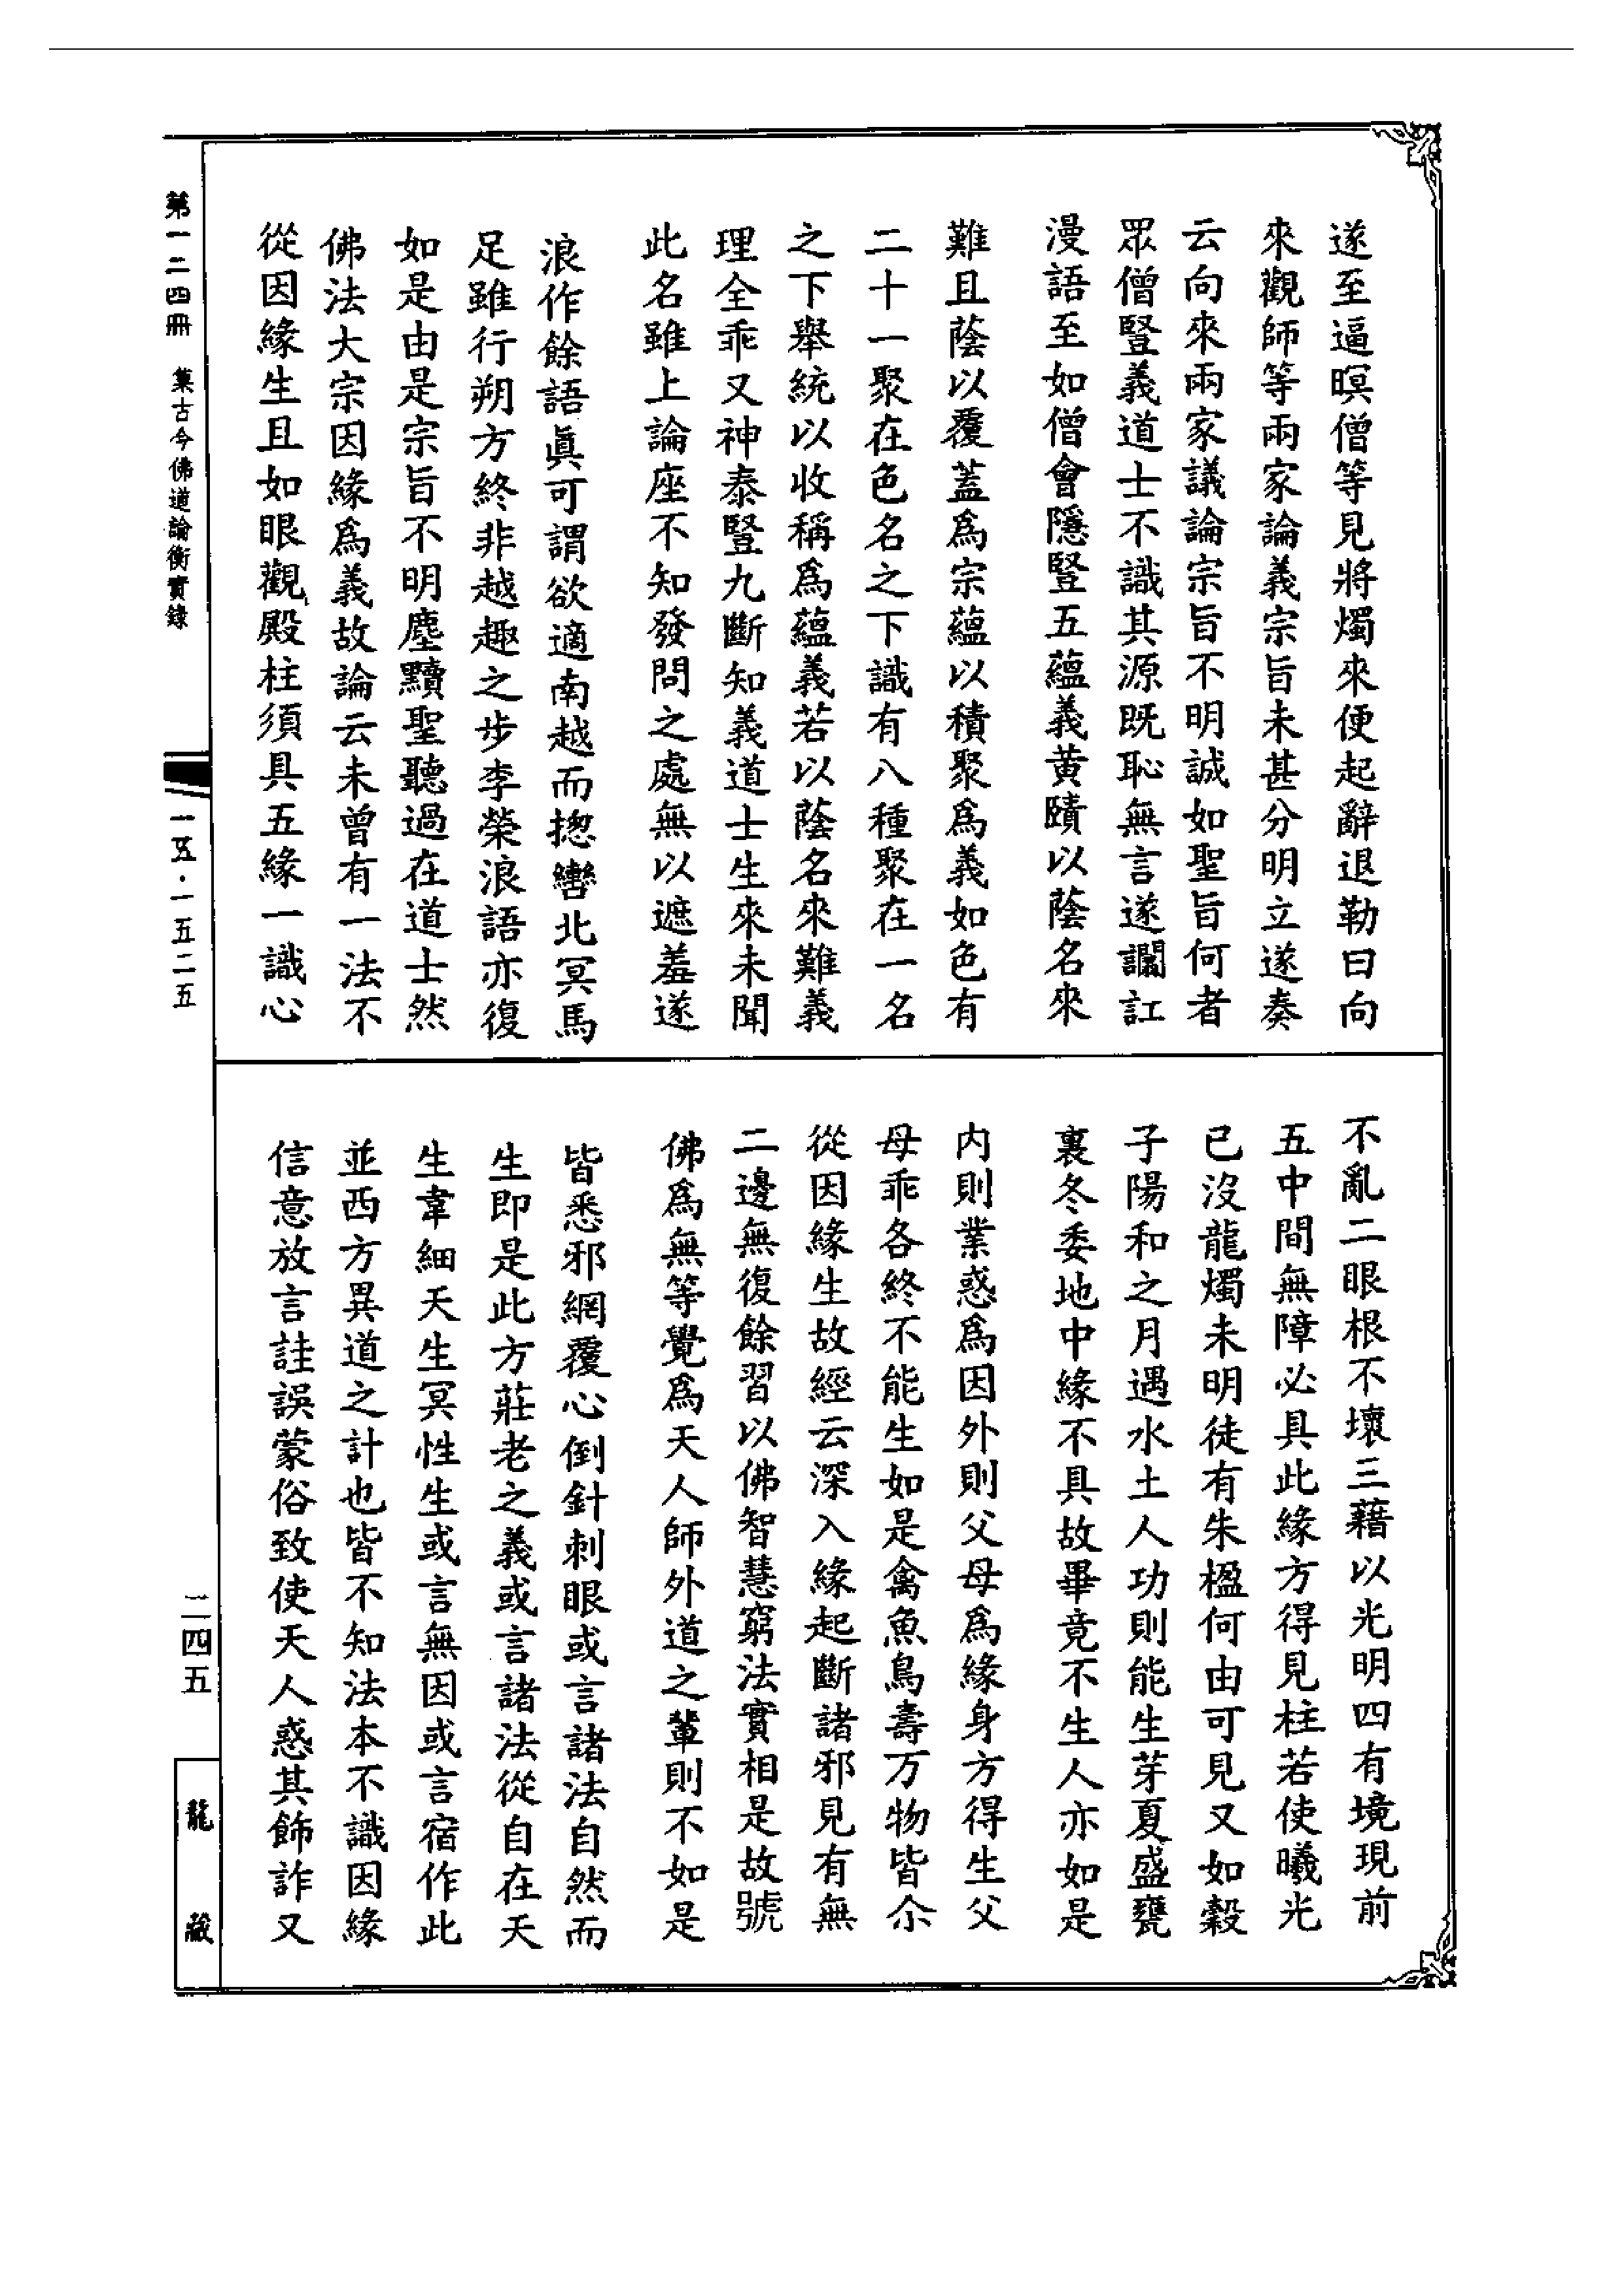 遂至逼暝僧等見將燭來便起辭退勒曰向
來觀師等兩家論義宗旨未甚分明立遂奏
云向來兩家議論宗旨不明誠如聖旨何者
眾僧豎義道士不識其源既恥無言遂讕訌
漫語至如僧會隱豎五蘊義黃賾以蔭名來
難且蔭以覆蓋爲宗蘊以積聚爲義如色有
二十一聚在色名之下識有八種聚在一名
之下舉統以收稱爲蘊義若以蔭名來難義
理全乖又神泰豎九斷知義道士生來未聞
此名雖上論座不知發問之處無以遮羞遂
浪作餘語眞可謂欲適南越而揔轡北冥馬
足雖行朔方終非越趣之步李榮浪語亦復
如是由是宗旨不明塵黷聖聽過在道士然
佛法大宗因緣爲義故論云未曾有一法不
從因緣生且如眼觀殿柱須具五緣一識心
不亂二眼根不壞三藉以光明四有境現前
五中間無障必具此緣方得見柱若使曦光
已沒龍燭未明徒有朱楹何由可見又如穀
子陽和之月遇水土人功則能生芽夏盛甕
裏冬委地中緣不具故畢竟不生人亦如是
内則業惑爲因外則父母爲緣身方得生父
母乖各終不能生如是禽魚鳥壽万物皆尒
從因緣生故經云深入緣起斷諸邪見有無
二邊無復餘習以佛智慧窮法實相是故號
佛爲無等覺爲天人師外道之輩則不如是
皆悉邪網覆心倒針刺眼或言諸法自然而
生即是此方莊老之義或言諸法從自在天
生韋細天生冥性生或言無因或言宿作此
並西方異道之計也皆不知法本不識因緣
信意放言詿誤蒙俗致使天人惑其飾詐又
第一二四冊 集古今佛道論衡實錄
一五·一五二五
二四五
龍藏